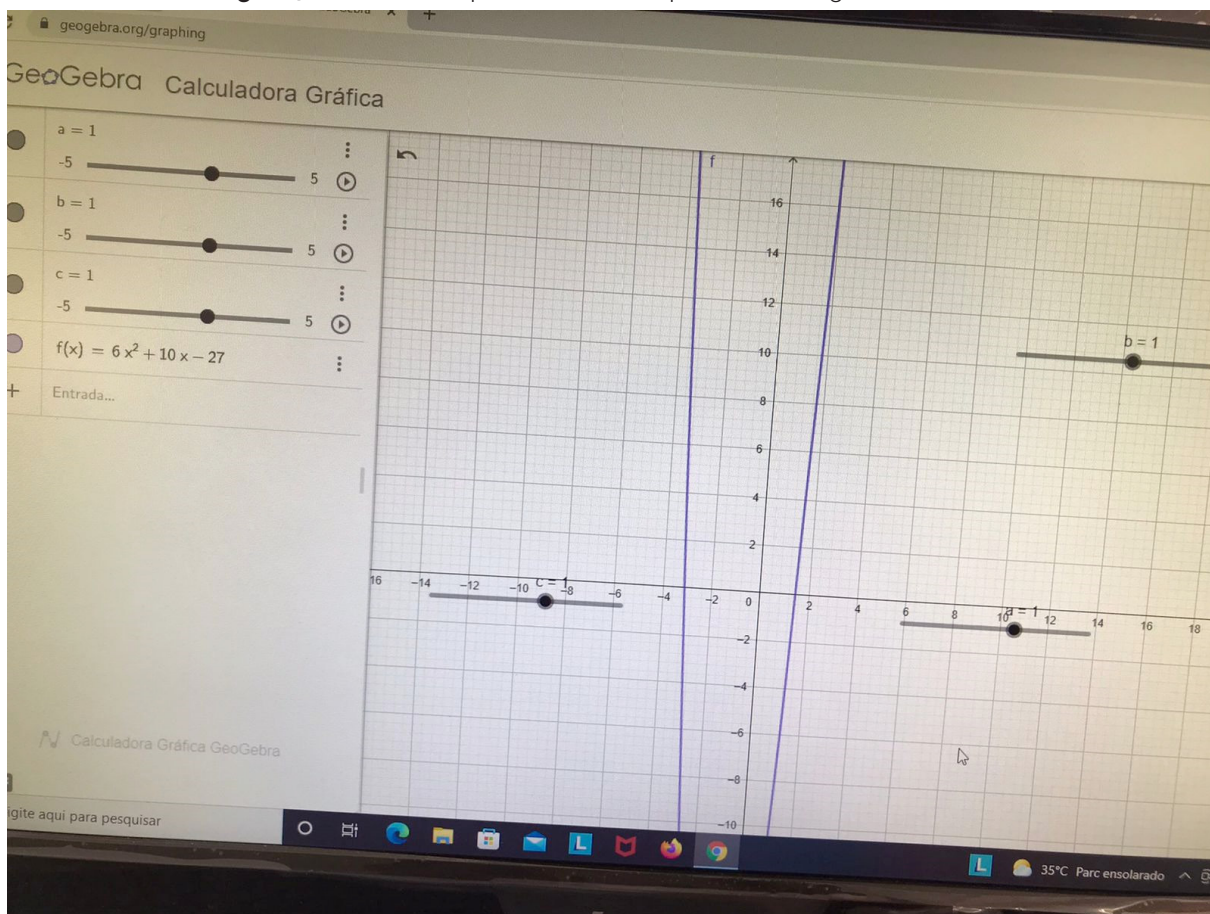 geogebra.org/graphing
GeoGebra Calculadora Gráfica
a = 1
-5
5
b = 1
-5
5
c = 1
-5
5
f(x) = 6 x² + 10 x − 27
Entrada...
f
16
14
12
b = 1
10
8
6
4
2
16 −14 −12 −10 −8 −6 −4 −2 0 2 4 6 8 10 12 14 16 18
c = 1
a = 1
−2
−4
−6
−8
−10
Calculadora Gráfica GeoGebra
igite aqui para pesquisar
L
L
35°C Parc ensolarado